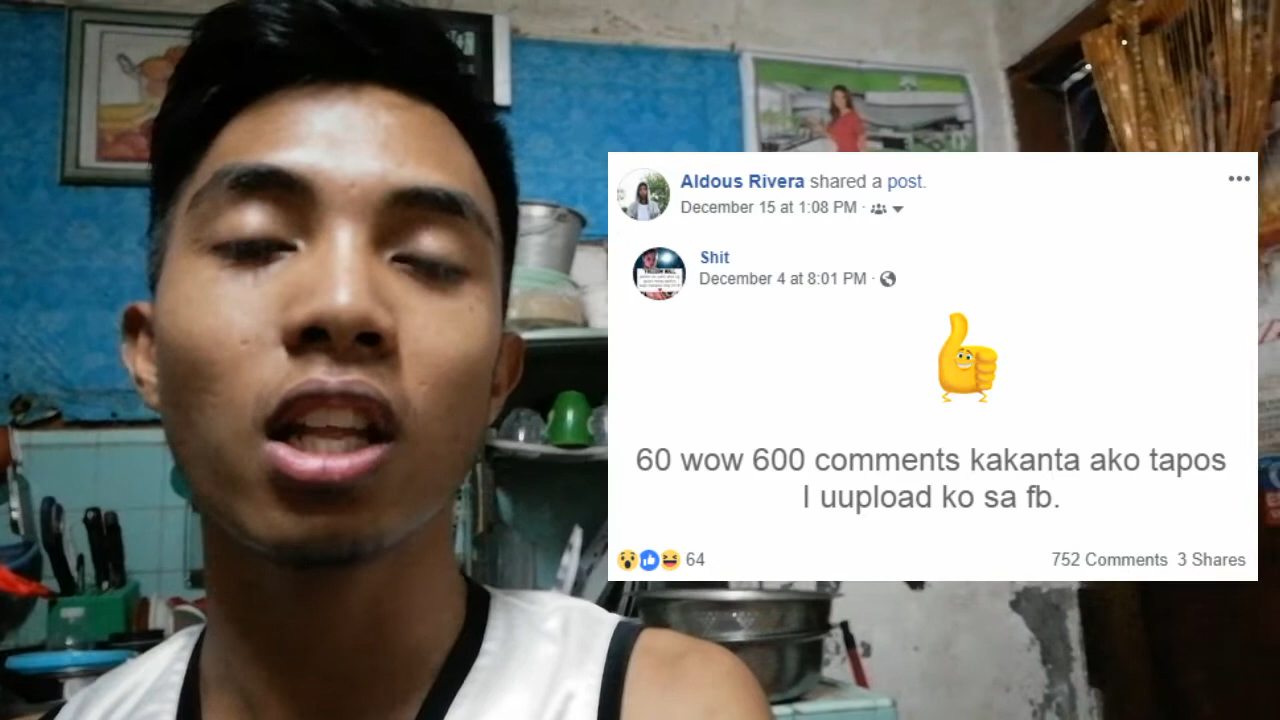 Aldous Rivera shared a post.
December 15 at 1:08 PM
Shit
December 4 at 8:01 PM
60 wow 600 comments kakanta ako tapos
I uupload ko sa fb.
64
752 Comments 3 Shares